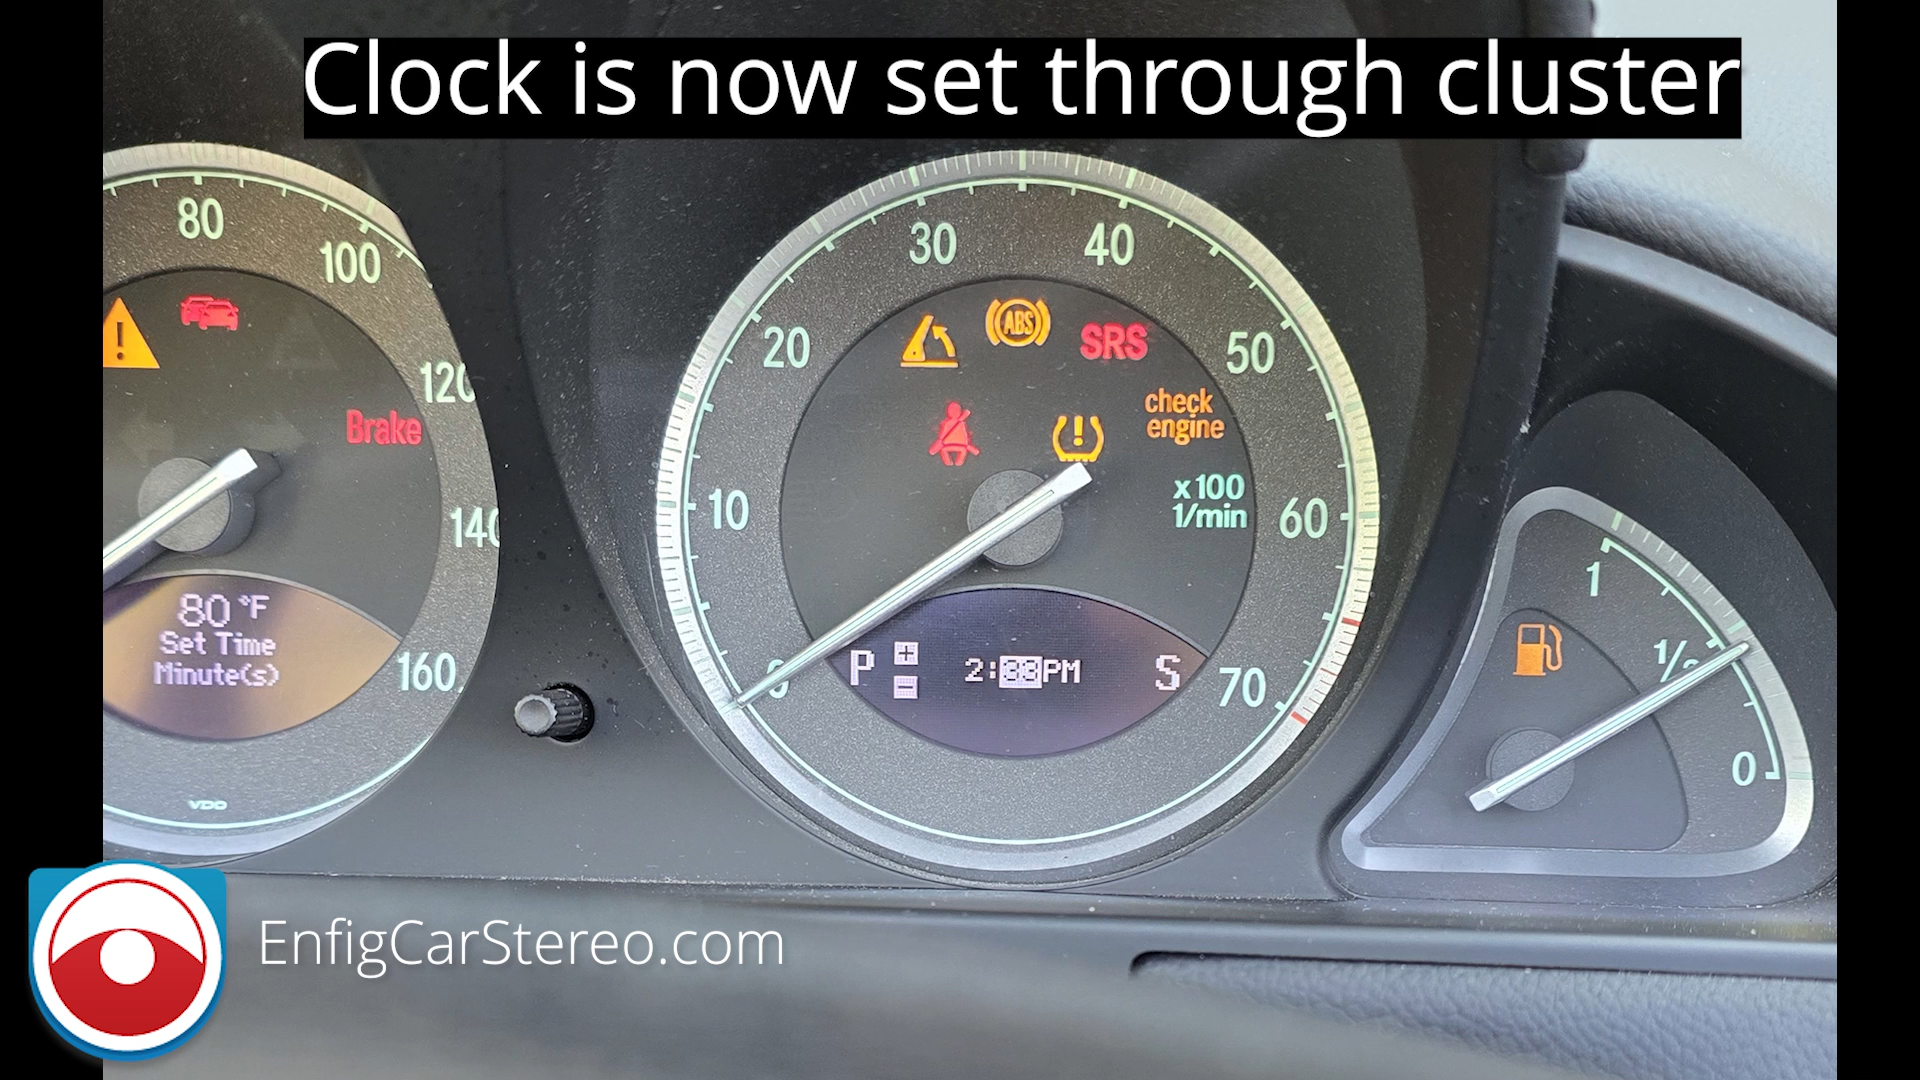 Clock is now set through cluster
80
100
120
140
160
Brake
80 °F
Set Time
Minute(s)
VDO
0
10
20
30
40
50
60
70
ABS
SRS
check
engine
x100
1/min
P
2:33PM
S
1
1/2
0
EnfigCarStereo.com